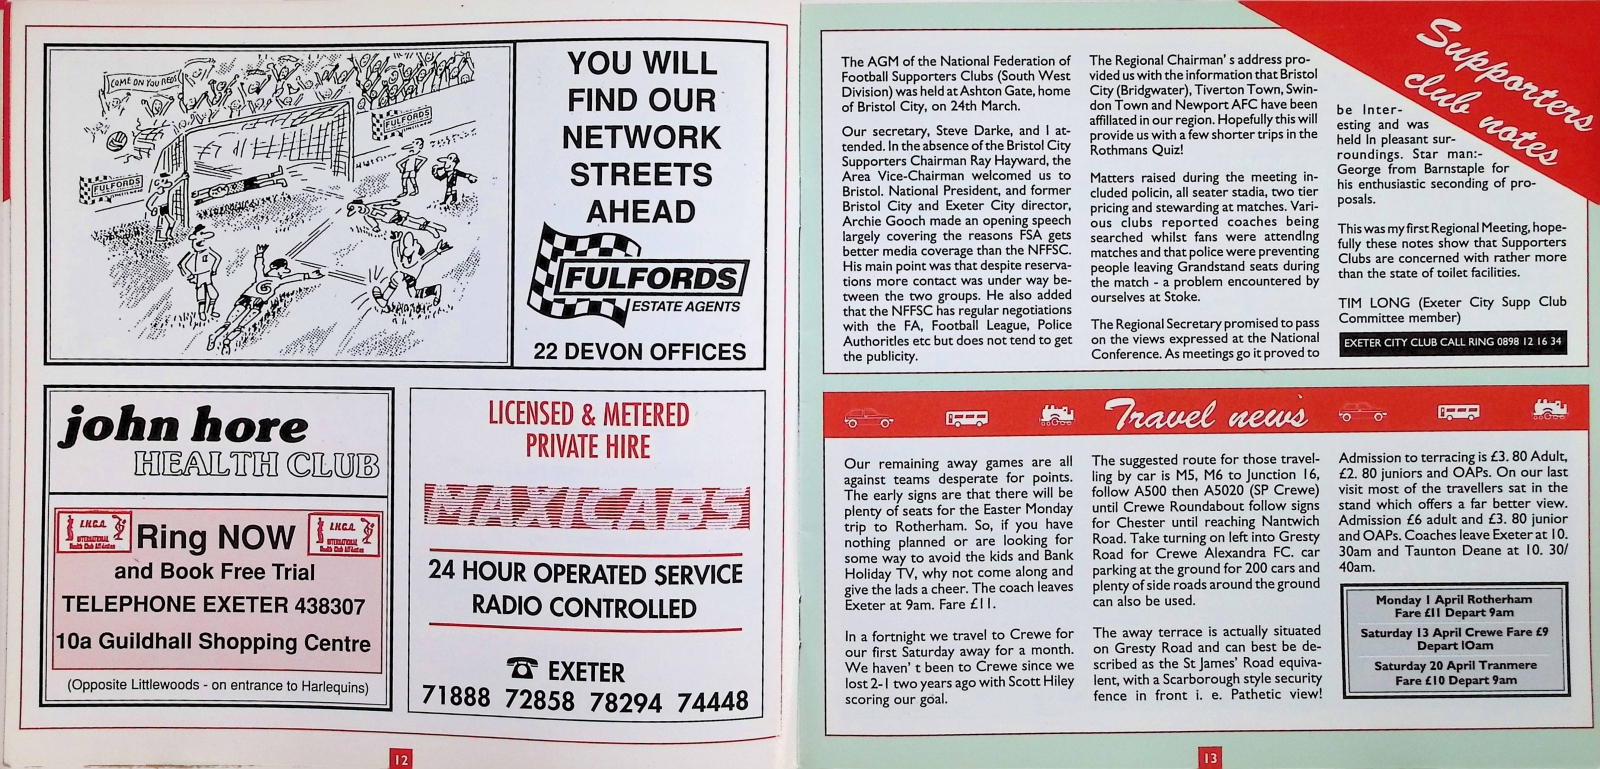 COME ON YOU REDS
FULFORDS
FULFORDS
YOU WILL
FIND OUR
NETWORK
STREETS
AHEAD
FULFORDS
ESTATE AGENTS
22 DEVON OFFICES
john hore
HEALTH CLUB
I.H.C.A.
INTERNATIONAL
Health Club Affiliation
Ring NOW
I.H.C.A.
INTERNATIONAL
Health Club Affiliation
and Book Free Trial
TELEPHONE EXETER 438307
10a Guildhall Shopping Centre
(Opposite Littlewoods - on entrance to Harlequins)
LICENSED & METERED
PRIVATE HIRE
MAXICABS
24 HOUR OPERATED SERVICE
RADIO CONTROLLED
EXETER
71888 72858 78294 74448
12
Supporters
club notes
The AGM of the National Federation of
Football Supporters Clubs (South West
Division) was held at Ashton Gate, home
of Bristol City, on 24th March.
Our secretary, Steve Darke, and I at-
tended. In the absence of the Bristol City
Supporters Chairman Ray Hayward, the
Area Vice-Chairman welcomed us to
Bristol. National President, and former
Bristol City and Exeter City director,
Archie Gooch made an opening speech
largely covering the reasons FSA gets
better media coverage than the NFFSC.
His main point was that despite reserva-
tions more contact was under way be-
tween the two groups. He also added
that the NFFSC has regular negotiations
with the FA, Football League, Police
Authoritles etc but does not tend to get
the publicity.
The Regional Chairman' s address pro-
vided us with the information that Bristol
City (Bridgwater), Tiverton Town, Swin-
don Town and Newport AFC have been
affillated in our region. Hopefully this will
provide us with a few shorter trips in the
Rothmans Quiz!
Matters raised during the meeting in-
cluded policin, all seater stadia, two tier
pricing and stewarding at matches. Vari-
ous clubs reported coaches being
searched whilst fans were attendlng
matches and that police were preventing
people leaving Grandstand seats during
the match - a problem encountered by
ourselves at Stoke.
The Regional Secretary promised to pass
on the views expressed at the National
Conference. As meetings go it proved to
be Inter-
esting and was
held In pleasant sur-
roundings. Star man:-
George from Barnstaple for
his enthusiastic seconding of pro-
posals.
This was my first Regional Meeting, hope-
fully these notes show that Supporters
Clubs are concerned with rather more
than the state of toilet facilities.
TIM LONG (Exeter City Supp Club
Committee member)
EXETER CITY CLUB CALL RING 0898 12 16 34
Travel news
Our remaining away games are all
against teams desperate for points.
The early signs are that there will be
plenty of seats for the Easter Monday
trip to Rotherham. So, if you have
nothing planned or are looking for
some way to avoid the kids and Bank
Holiday TV, why not come along and
give the lads a cheer. The coach leaves
Exeter at 9am. Fare £11.
In a fortnight we travel to Crewe for
our first Saturday away for a month.
We haven' t been to Crewe since we
lost 2-1 two years ago with Scott Hiley
scoring our goal.
The suggested route for those travel-
ling by car is M5, M6 to Junction 16,
follow A500 then A5020 (SP Crewe)
until Crewe Roundabout follow signs
for Chester until reaching Nantwich
Road. Take turning on left into Gresty
Road for Crewe Alexandra FC. car
parking at the ground for 200 cars and
plenty of side roads around the ground
can also be used.
The away terrace is actually situated
on Gresty Road and can best be de-
scribed as the St James' Road equiva-
lent, with a Scarborough style security
fence in front i. e. Pathetic view!
Admission to terracing is £3. 80 Adult,
£2. 80 juniors and OAPs. On our last
visit most of the travellers sat in the
stand which offers a far better view.
Admission £6 adult and £3. 80 junior
and OAPs. Coaches leave Exeter at 10.
30am and Taunton Deane at 10. 30/
40am.
Monday 1 April Rotherham
Fare £11 Depart 9am
Saturday 13 April Crewe Fare £9
Depart 10am
Saturday 20 April Tranmere
Fare £10 Depart 9am
13